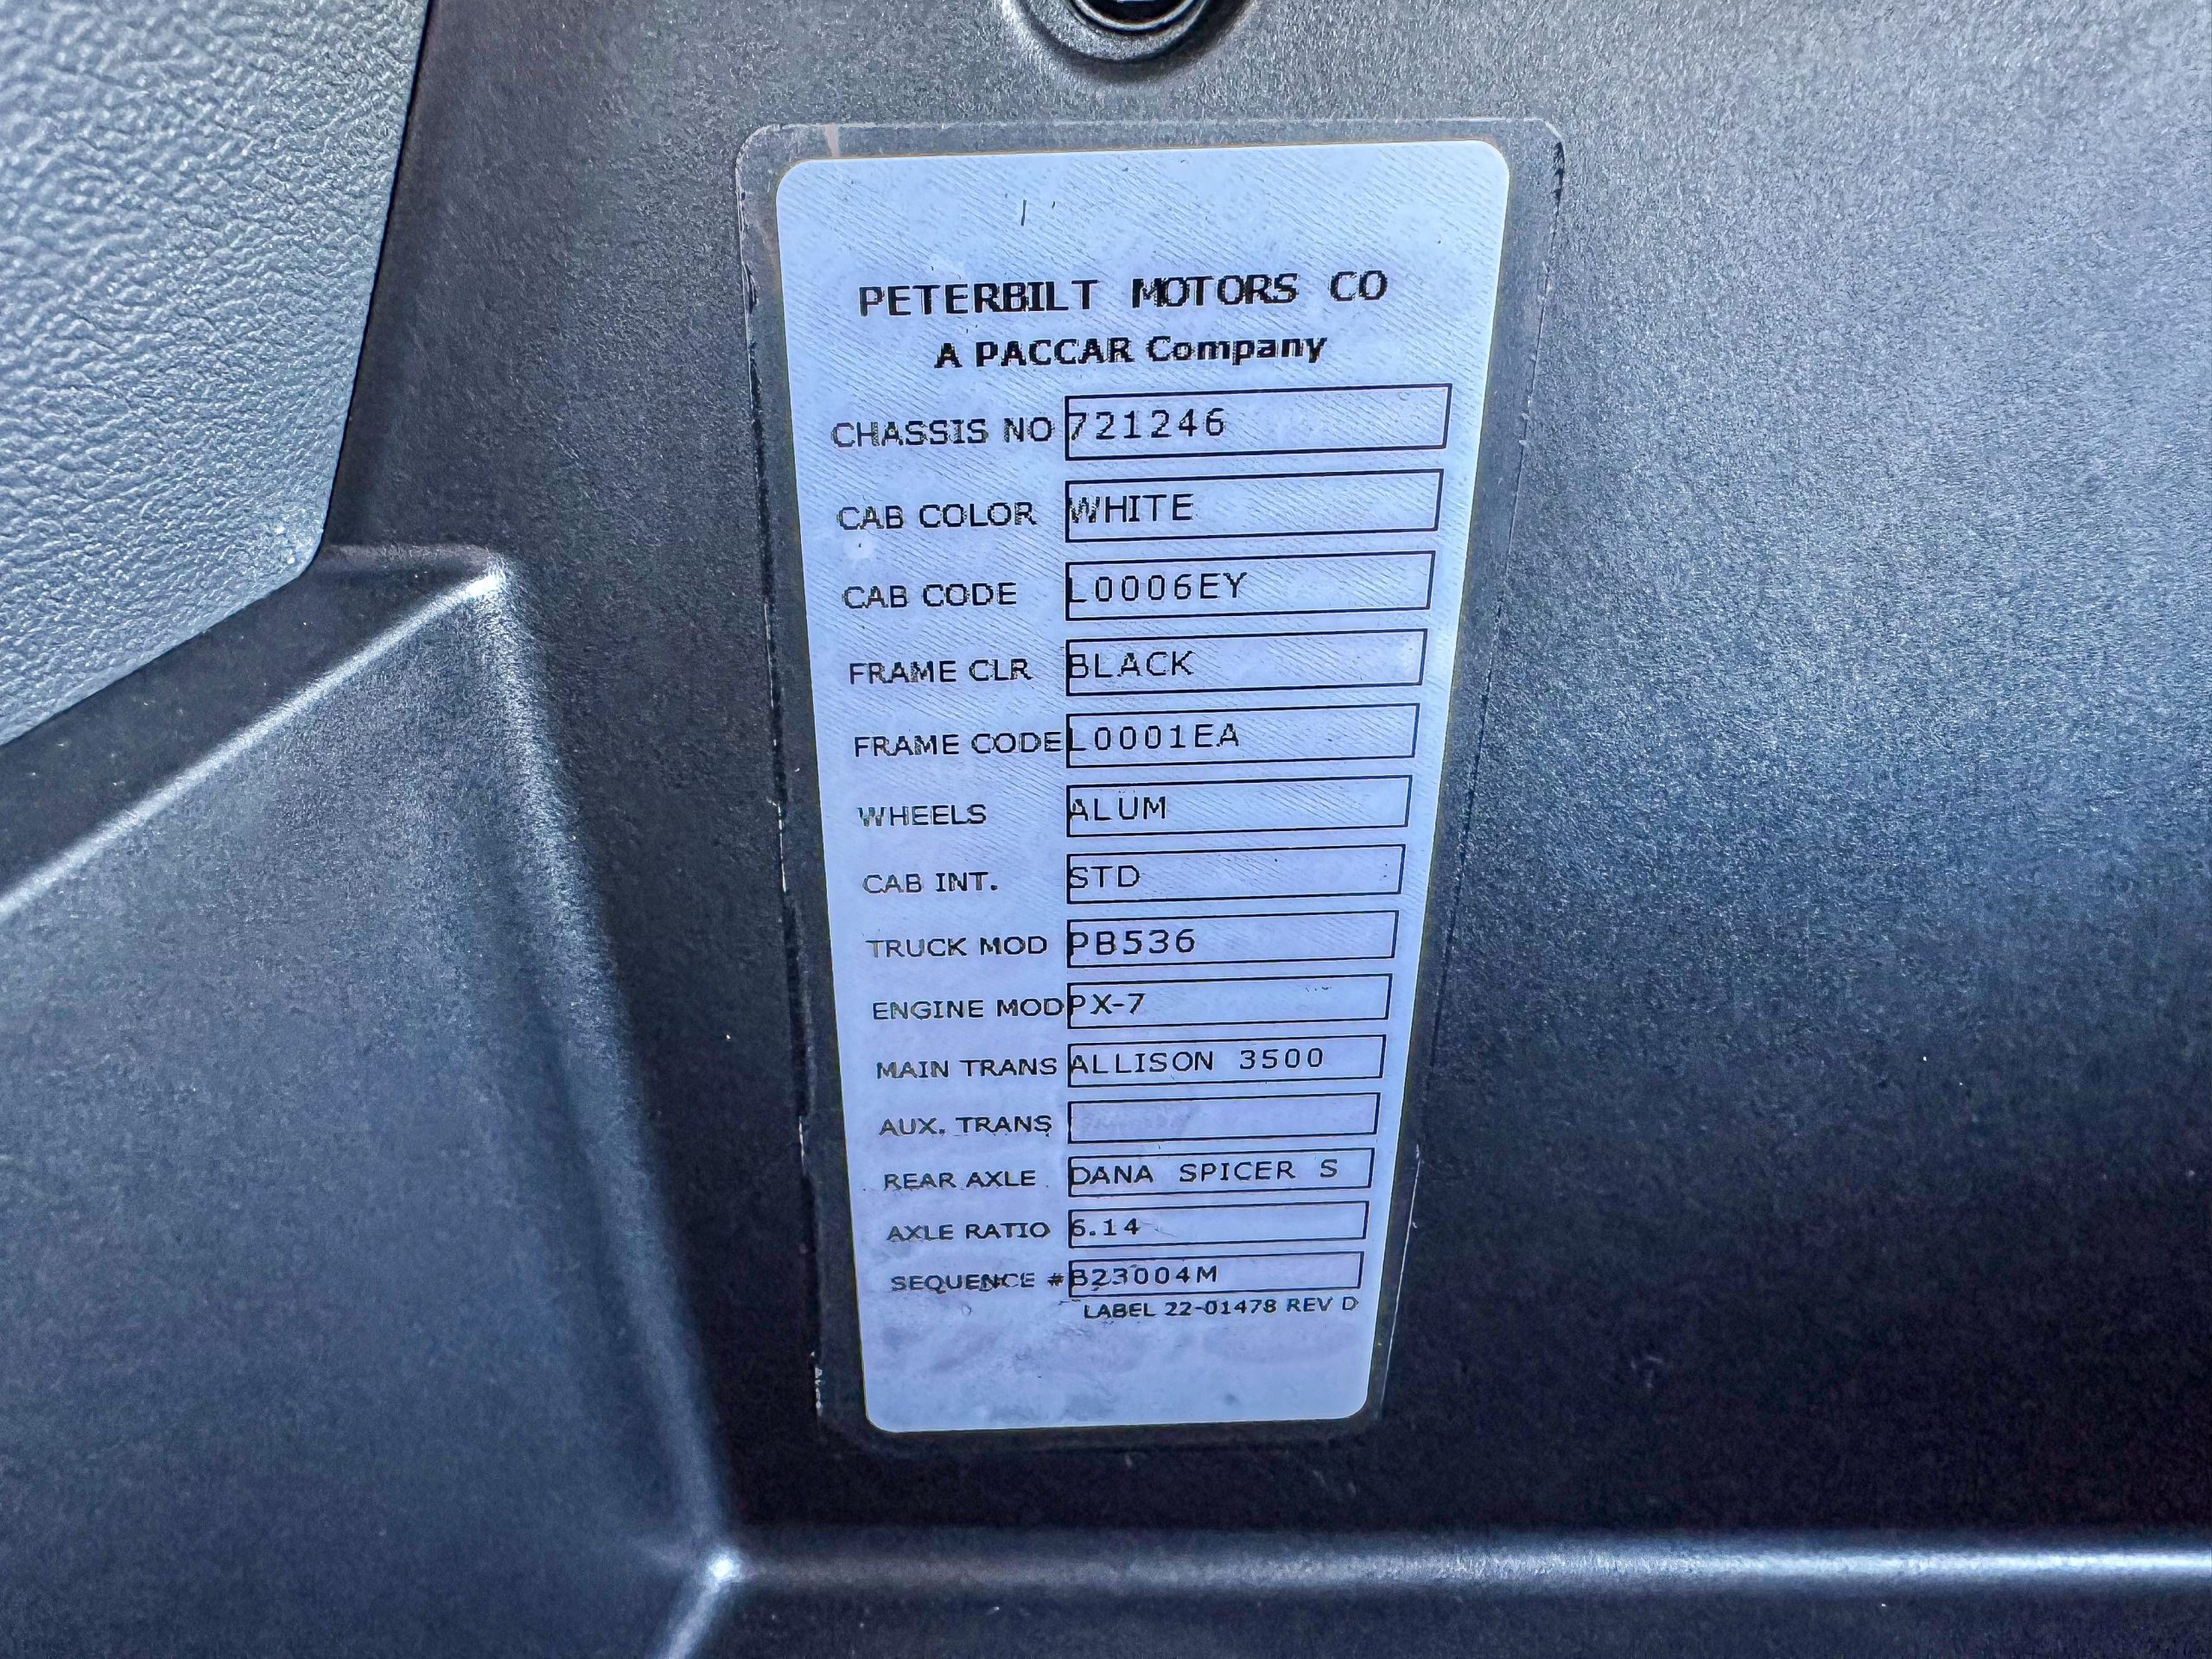 PETERBILT MOTORS CO
A PACCAR Company
CHASSIS NO 721246
CAB COLOR WHITE
CAB CODE L0006EY
FRAME CLR BLACK
FRAME CODE L0001EA
WHEELS ALUM
CAB INT. STD
TRUCK MOD PB536
ENGINE MOD PX-7
MAIN TRANS ALLISON 3500
AUX. TRANS
REAR AXLE DANA SPICER S
AXLE RATIO 6.14
SEQUENCE # B23004M
LABEL 22-01478 REV D